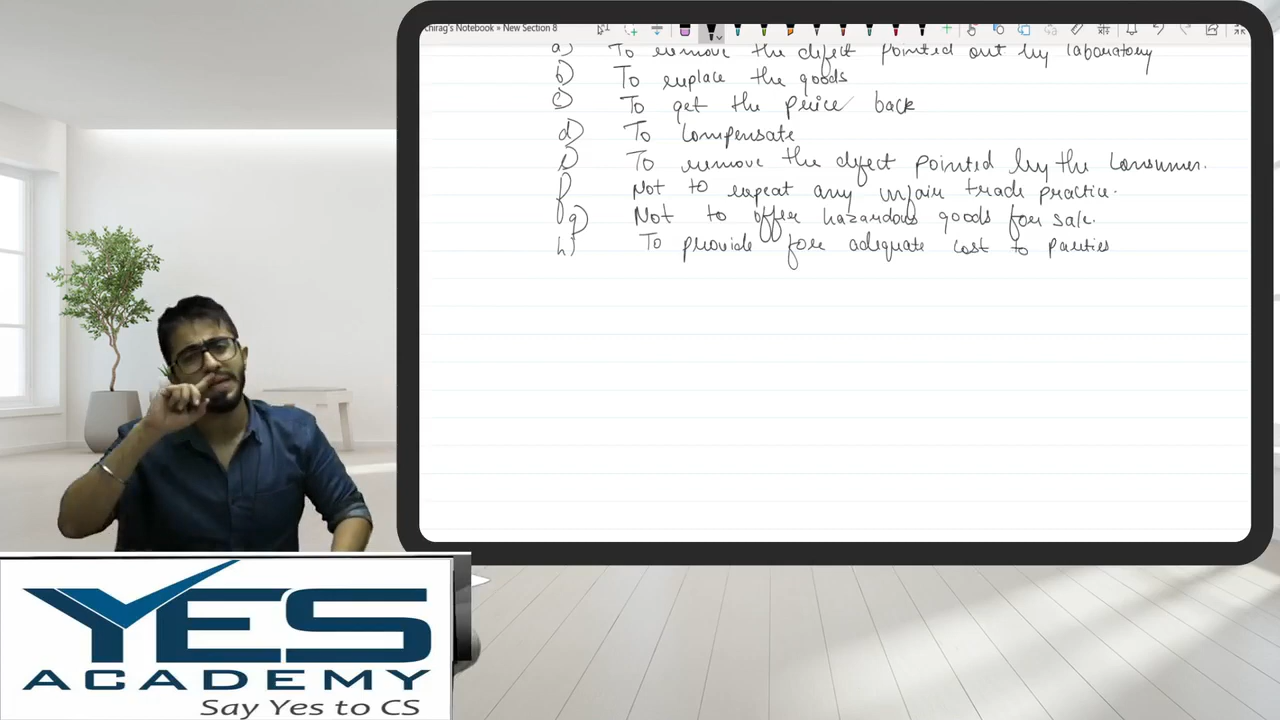 chirag's Notebook » New Section 8
a) To remove the defect pointed out by laboratory
b) To replace the goods
c) To get the price back
d) To compensate
e) To remove the defect pointed by the consumer.
f Not to repeat any unfair trade practice.
g) Not to offer hazardous goods for sale.
h) To provide for adequate cost to parties
YES
ACADEMY
Say Yes to CS